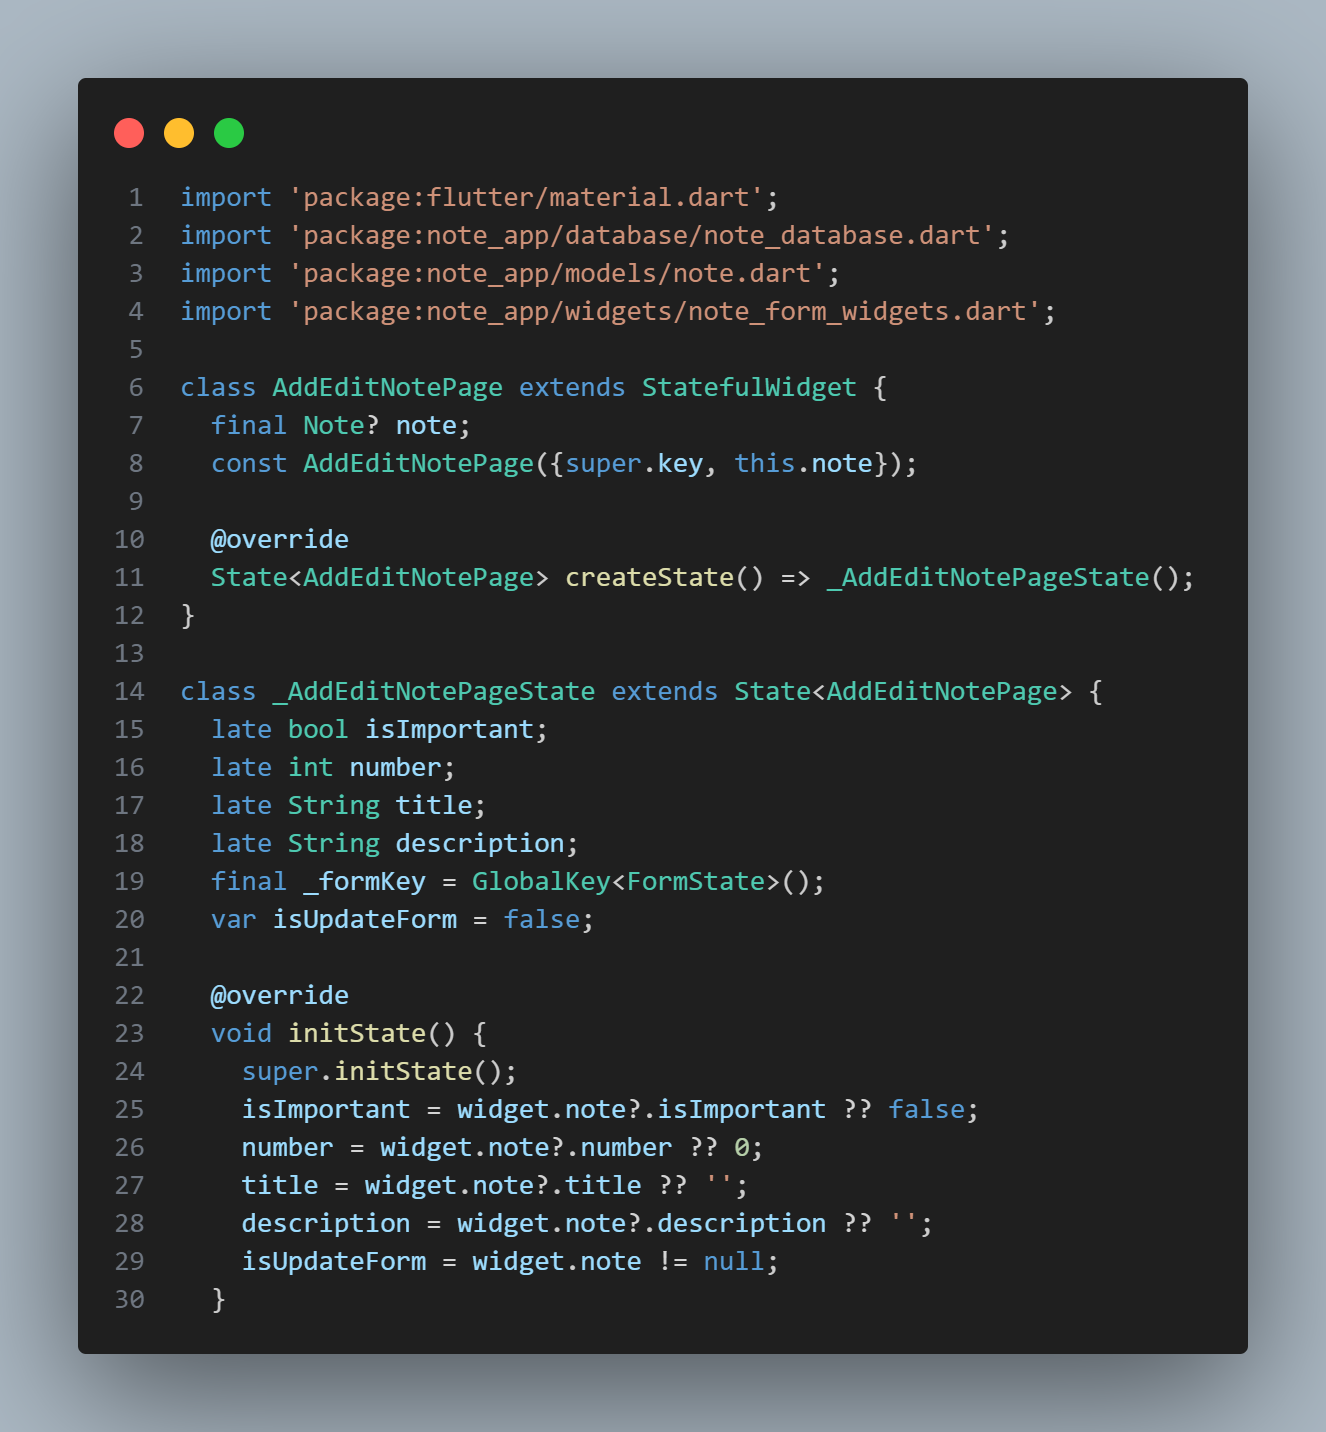 1 import 'package:flutter/material.dart';
2 import 'package:note_app/database/note_database.dart';
3 import 'package:note_app/models/note.dart';
4 import 'package:note_app/widgets/note_form_widgets.dart';
5
6 class AddEditNotePage extends StatefulWidget {
7   final Note? note;
8   const AddEditNotePage({super.key, this.note});
9
10   @override
11   State<AddEditNotePage> createState() => _AddEditNotePageState();
12 }
13
14 class _AddEditNotePageState extends State<AddEditNotePage> {
15   late bool isImportant;
16   late int number;
17   late String title;
18   late String description;
19   final _formKey = GlobalKey<FormState>();
20   var isUpdateForm = false;
21
22   @override
23   void initState() {
24     super.initState();
25     isImportant = widget.note?.isImportant ?? false;
26     number = widget.note?.number ?? 0;
27     title = widget.note?.title ?? '';
28     description = widget.note?.description ?? '';
29     isUpdateForm = widget.note != null;
30   }